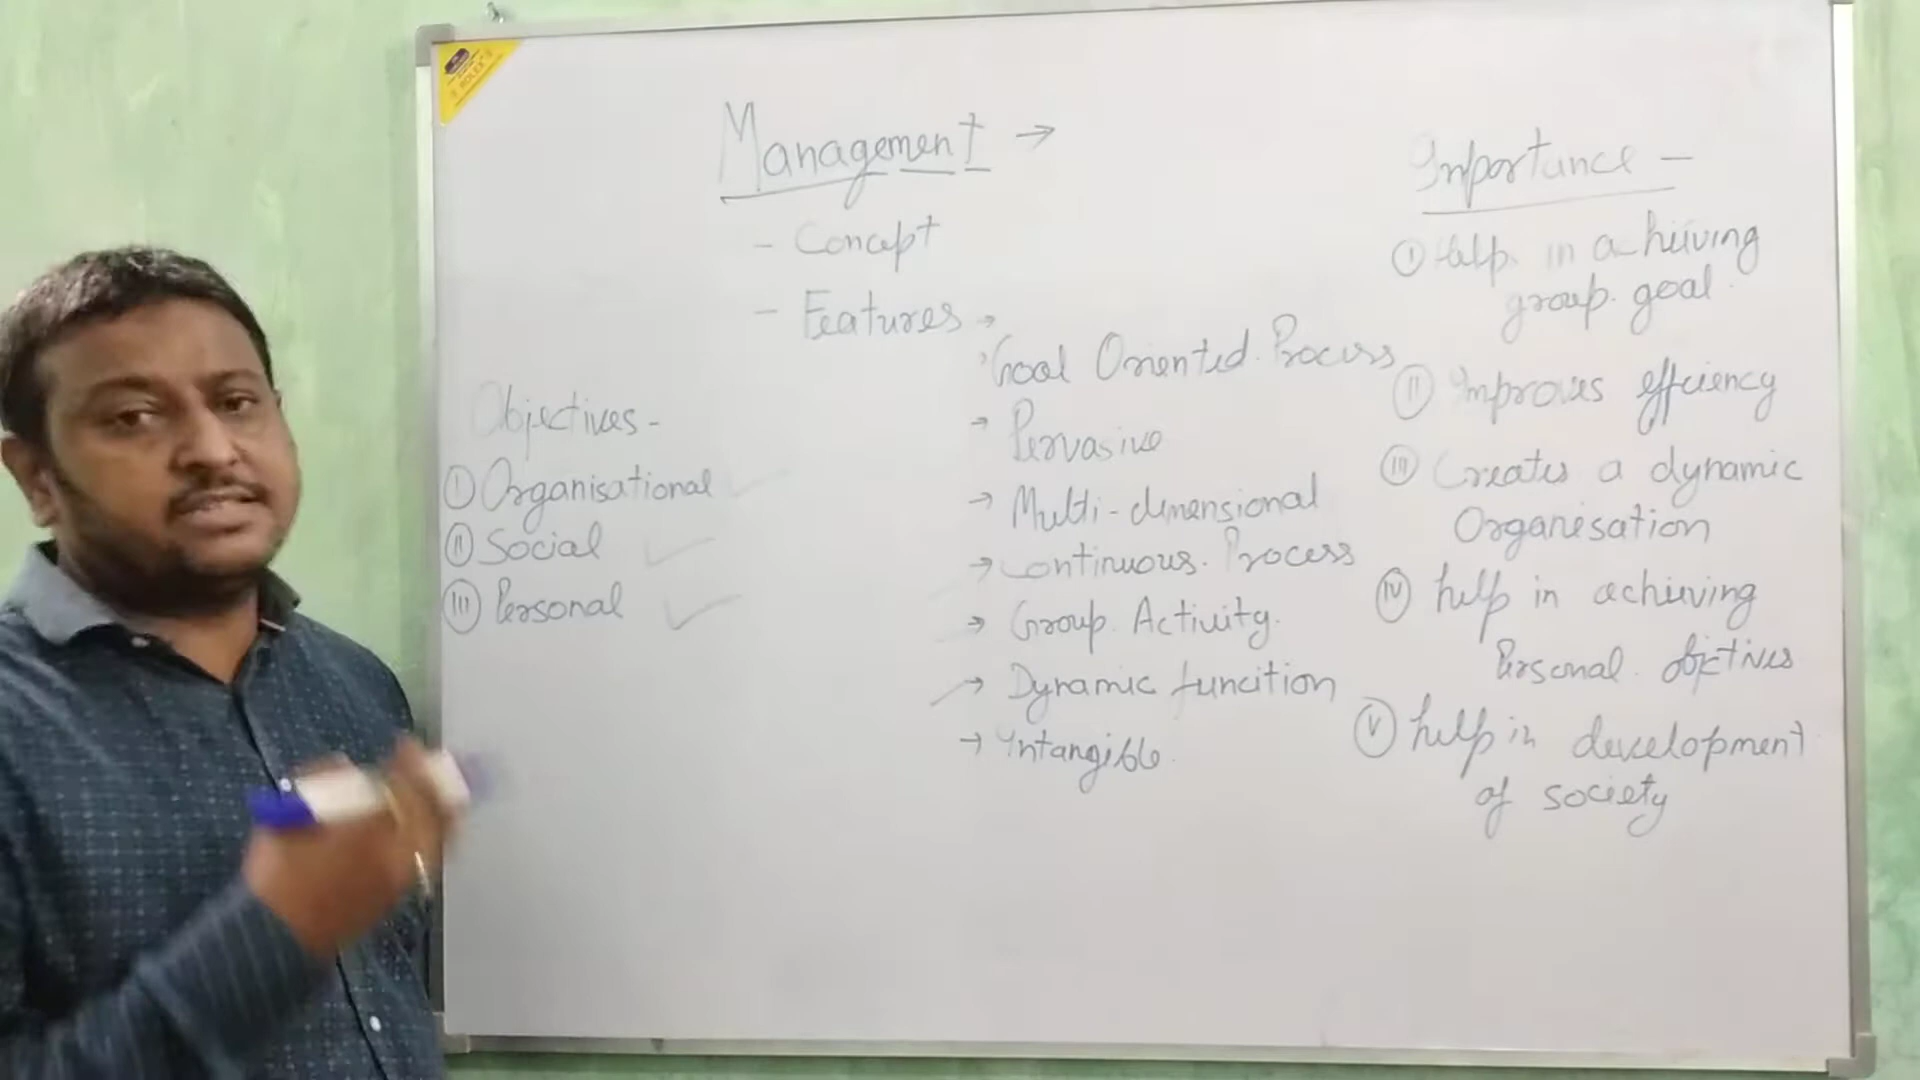 Management →
- Concept
- Features →
Goal Oriented Process
→ Pervasive
→ Multi-dimensional
→ Continuous Process
→ Group Activity.
→ Dynamic funcition
→ Intangible
Objectives -
I Organisational
II Social
III Personal
Importance -
I Help in achieving
group goal
II Improves efficiency
III Creates a dynamic
Organisation
IV help in achieving
Personal objectives
V help in development
of society